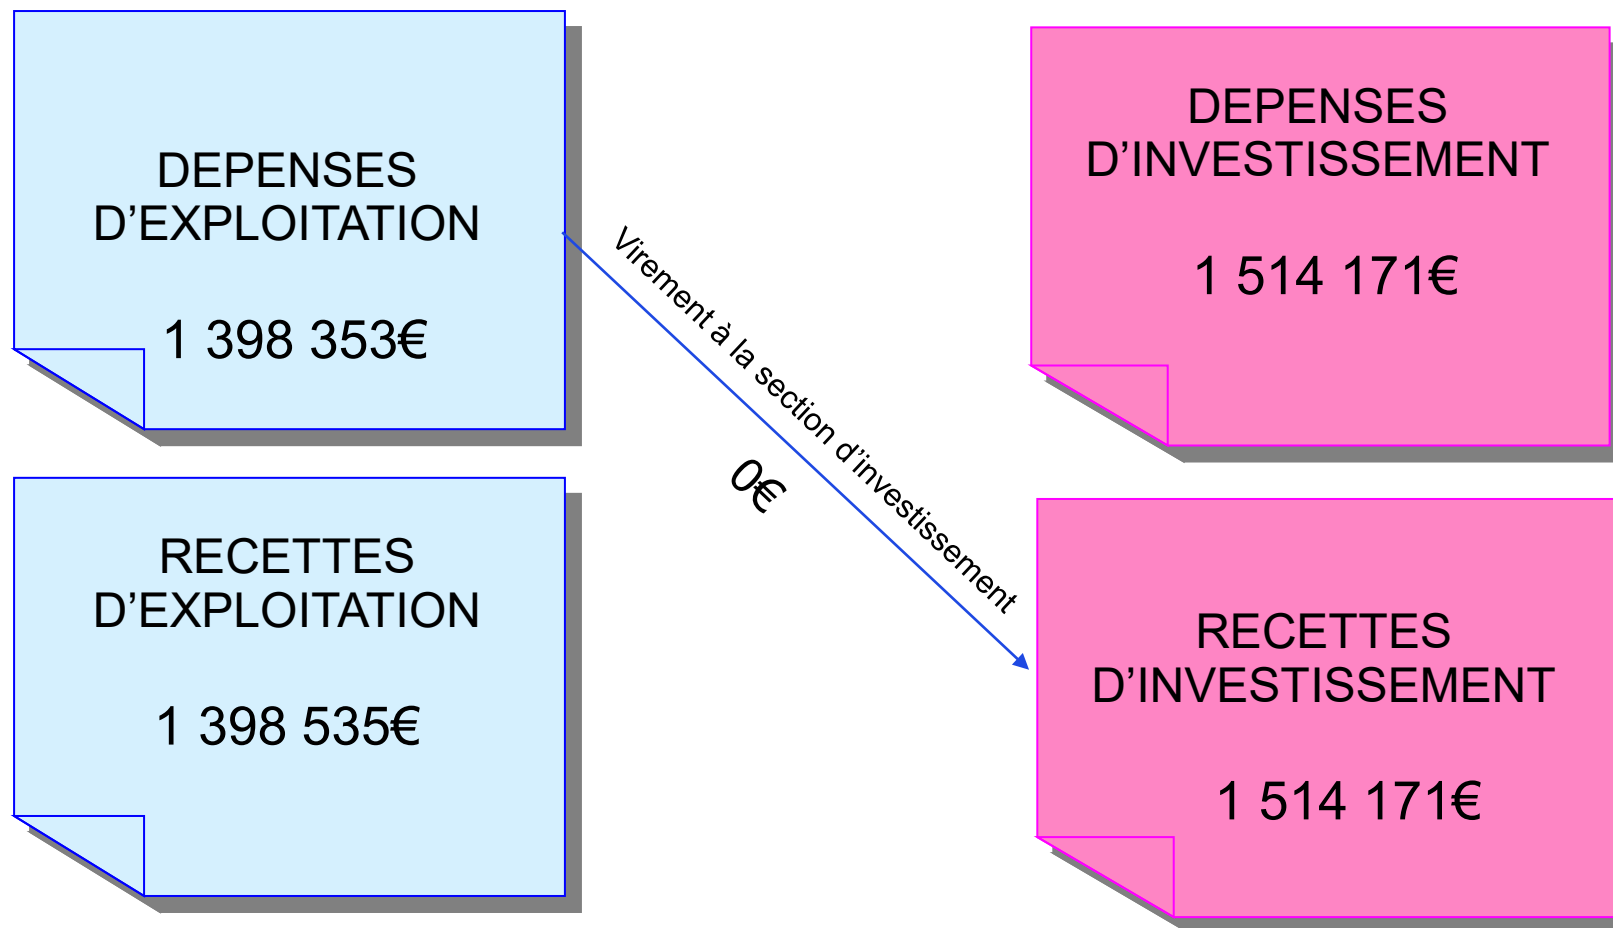 DEPENSES
D’EXPLOITATION
1 398 353€
RECETTES
D’EXPLOITATION
1 398 535€
Virement à la section d’investissement
0€
DEPENSES
D’INVESTISSEMENT
1 514 171€
RECETTES
D’INVESTISSEMENT
1 514 171€